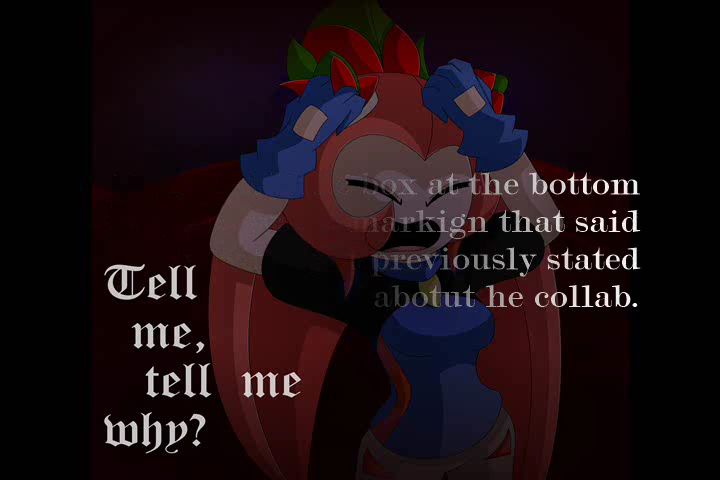 box at the bottom
markign that said
previously stated
abotut he collab.
Tell
me,
tell me
why?